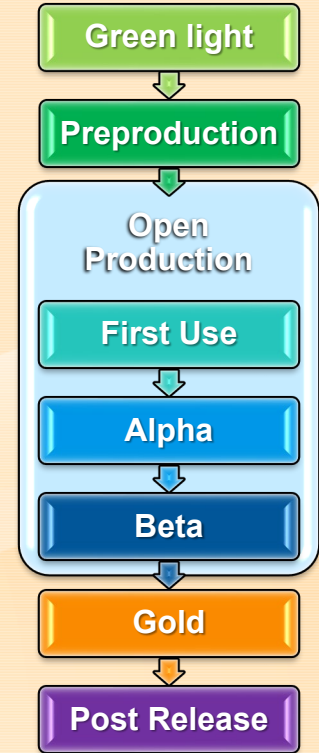 Green light
Preproduction
Open
Production
First Use
Alpha
Beta
Gold
Post Release